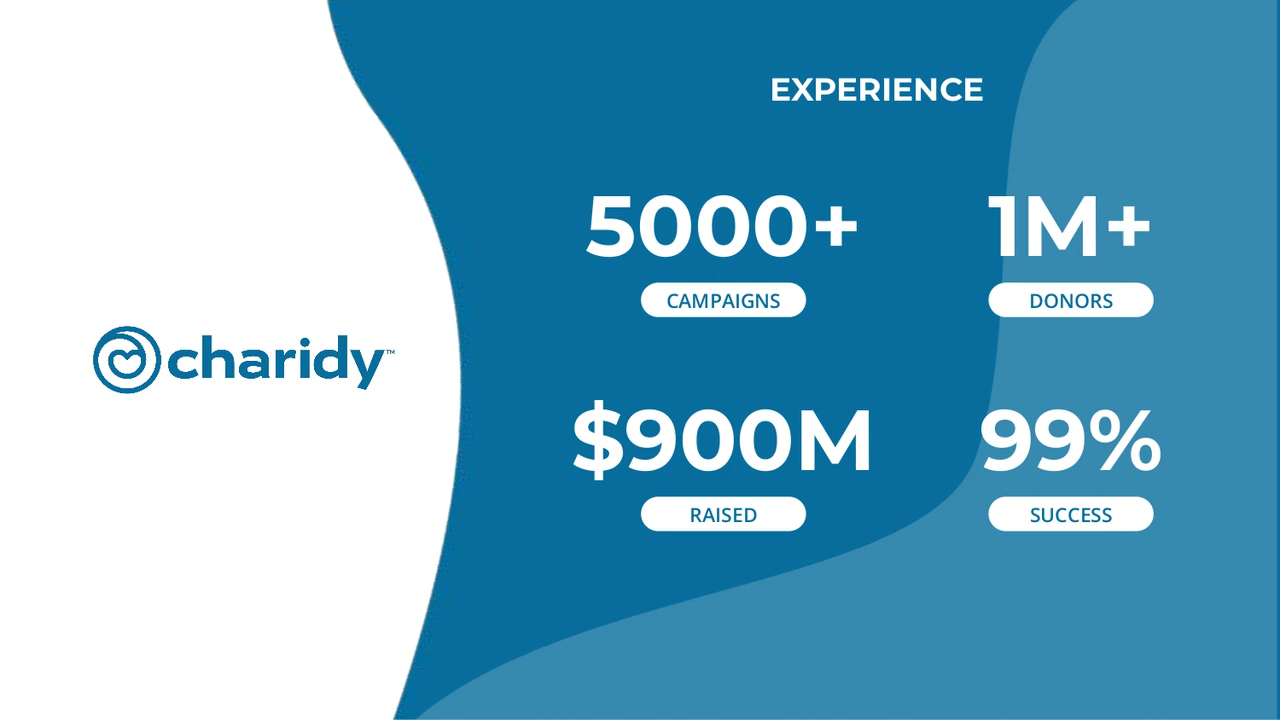 EXPERIENCE
5000+
CAMPAIGNS
1M+
DONORS
charidy™
$900M
RAISED
99%
SUCCESS